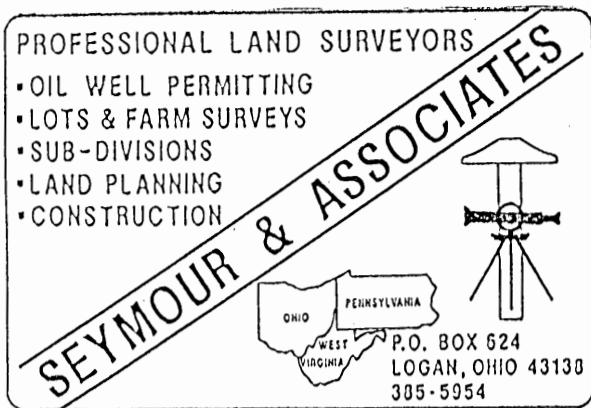 PROFESSIONAL LAND SURVEYORS
▪OIL WELL PERMITTING
▪LOTS & FARM SURVEYS
▪SUB-DIVISIONS
▪LAND PLANNING
▪CONSTRUCTION
SEYMOUR & ASSOCIATES
OHIO
PENNSYLVANIA
WEST
VIRGINIA
P.O. BOX 624
LOGAN, OHIO 43138
385-5954